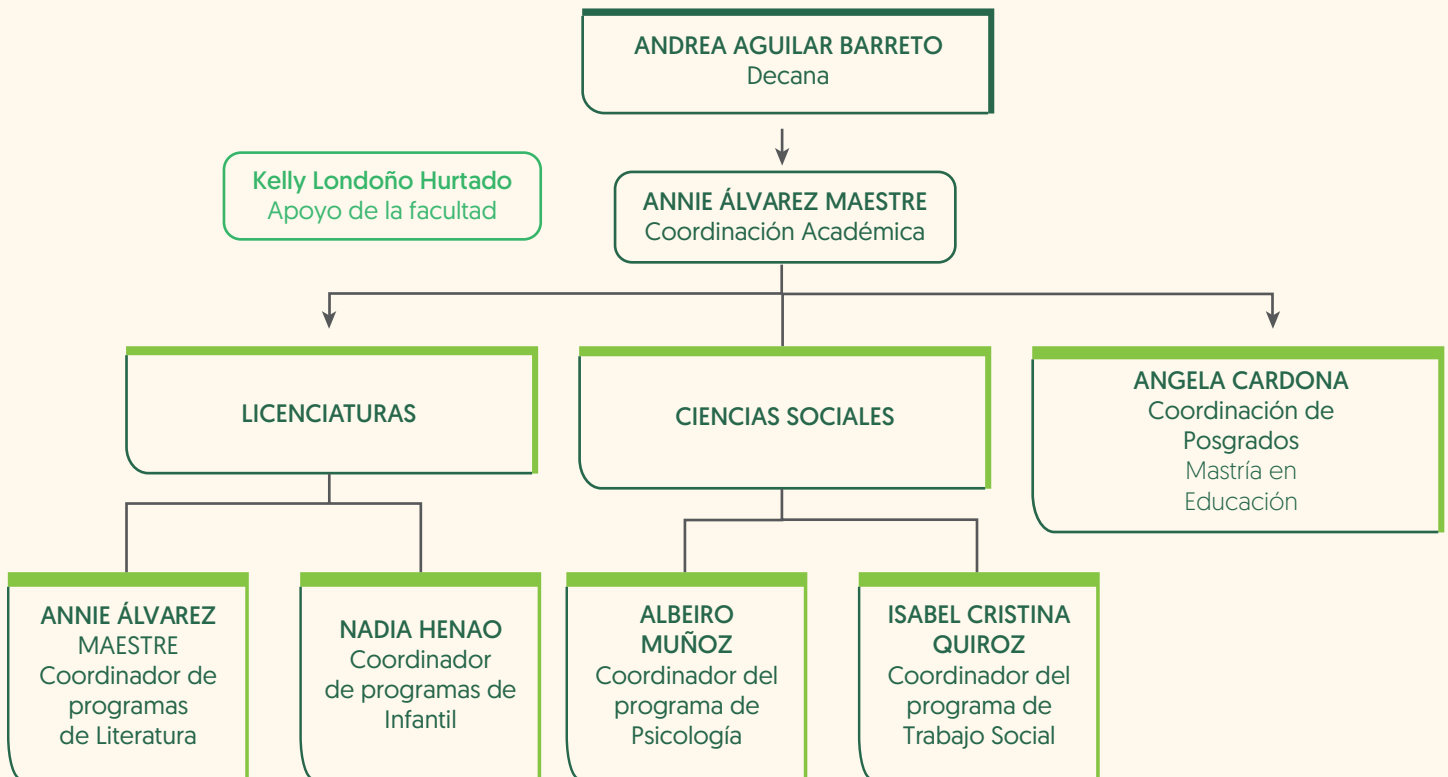 ANDREA AGUILAR BARRETO
Decana
Kelly Londoño Hurtado
Apoyo de la facultad
ANNIE ÁLVAREZ MAESTRE
Coordinación Académica
LICENCIATURAS
CIENCIAS SOCIALES
ANGELA CARDONA
Coordinación de
Posgrados
Mastría en
Educación
ANNIE ÁLVAREZ
MAESTRE
Coordinador de
programas
de Literatura
NADIA HENAO
Coordinador
de programas de
Infantil
ALBEIRO
MUÑOZ
Coordinador del
programa de
Psicología
ISABEL CRISTINA
QUIROZ
Coordinador del
programa de
Trabajo Social